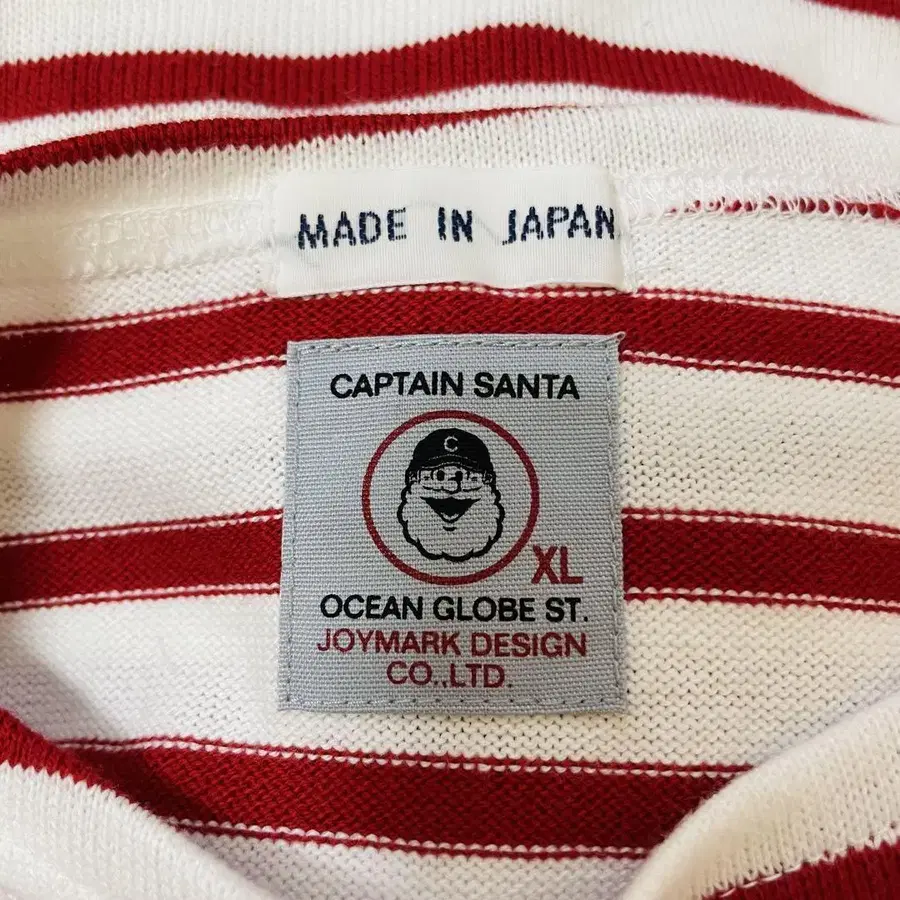 MADE IN JAPAN
CAPTAIN SANTA
C
XL
OCEAN GLOBE ST.
JOYMARK DESIGN
CO.,LTD.